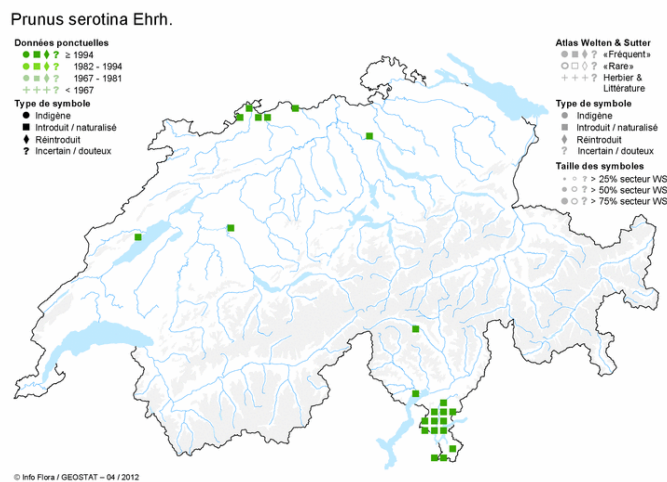 Prunus serotina Ehrh.
Données ponctuelles
? ≥ 1994
? 1982 - 1994
? 1967 - 1981
< 1967
Type de symbole
Indigène
Introduit / naturalisé
Réintroduit
? Incertain / douteux
Atlas Welten & Sutter
? «Fréquent»
? «Rare»
Herbier &
Littérature
Type de symbole
Indigène
Introduit / naturalisé
Réintroduit
? Incertain / douteux
Taille des symboles
? > 25% secteur WS
? > 50% secteur WS
? > 75% secteur WS
© Info Flora / GEOSTAT – 04 / 2012